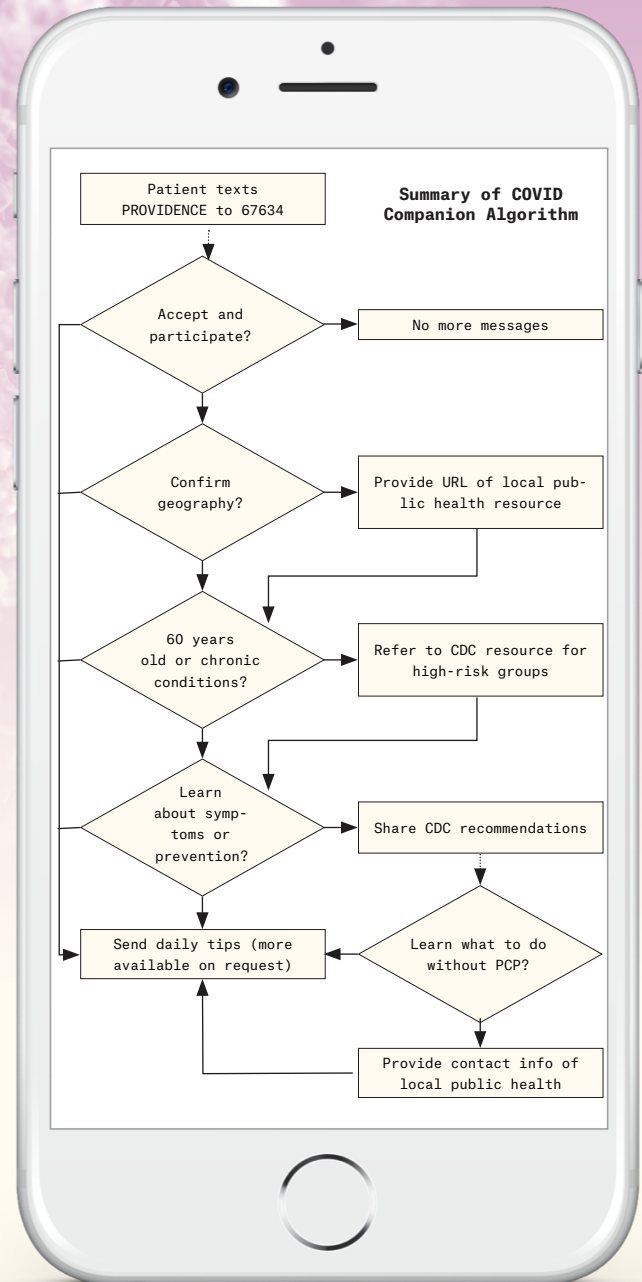 Patient texts
PROVIDENCE to 67634
Summary of COVID
Companion Algorithm
Accept and
participate?
No more messages
Confirm
geography?
Provide URL of local pub-
lic health resource
60 years
old or chronic
conditions?
Refer to CDC resource for
high-risk groups
Learn
about symp-
toms or
prevention?
Share CDC recommendations
Send daily tips (more
available on request)
Learn what to do
without PCP?
Provide contact info of
local public health